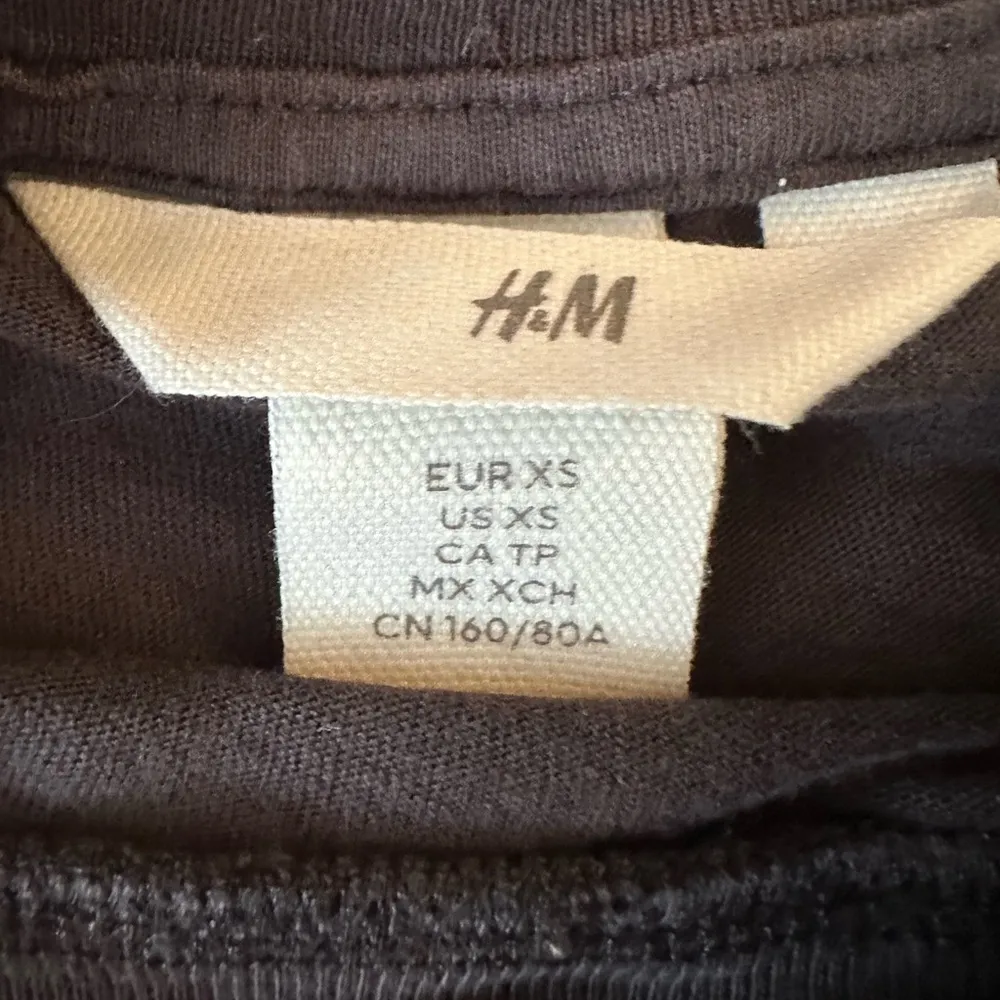 H&M
EUR XS
US XS
CA TP
MX XCH
CN 160/80A